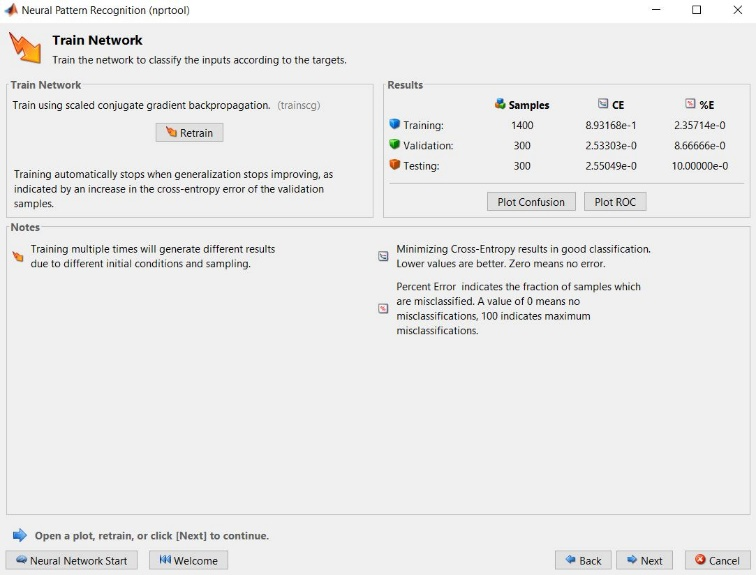 Neural Pattern Recognition (nprtool)
Train Network
Train the network to classify the inputs according to the targets.
Train Network
Train using scaled conjugate gradient backpropagation. (trainscg)
Retrain
Training automatically stops when generalization stops improving, as
indicated by an increase in the cross-entropy error of the validation
samples.
Results
Samples CE %E
Training: 1400 8.93168e-1 2.35714e-0
Validation: 300 2.53303e-0 8.66666e-0
Testing: 300 2.55049e-0 10.00000e-0
Plot Confusion Plot ROC
Notes
Training multiple times will generate different results
due to different initial conditions and sampling.
Minimizing Cross-Entropy results in good classification.
Lower values are better. Zero means no error.
Percent Error indicates the fraction of samples which
are misclassified. A value of 0 means no
misclassifications, 100 indicates maximum
misclassifications.
Open a plot, retrain, or click [Next] to continue.
Neural Network Start Welcome Back Next Cancel